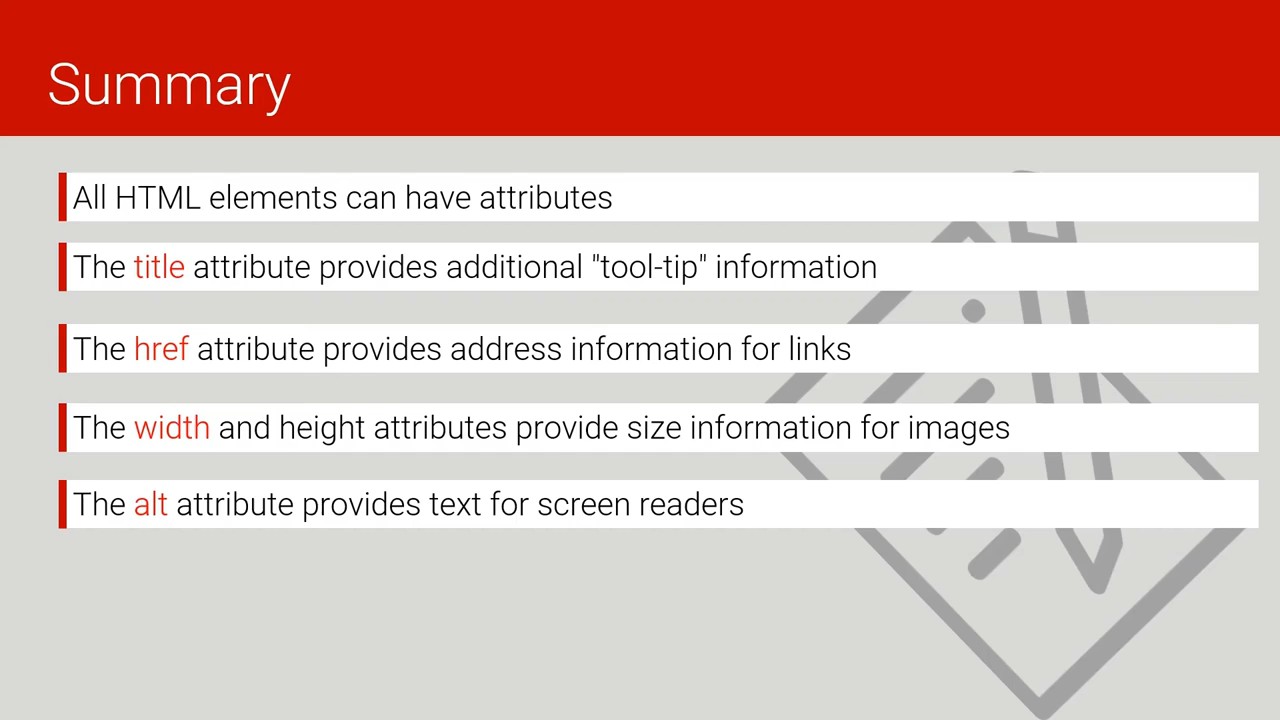 Summary
All HTML elements can have attributes
The title attribute provides additional "tool-tip" information
The href attribute provides address information for links
The width and height attributes provide size information for images
The alt attribute provides text for screen readers